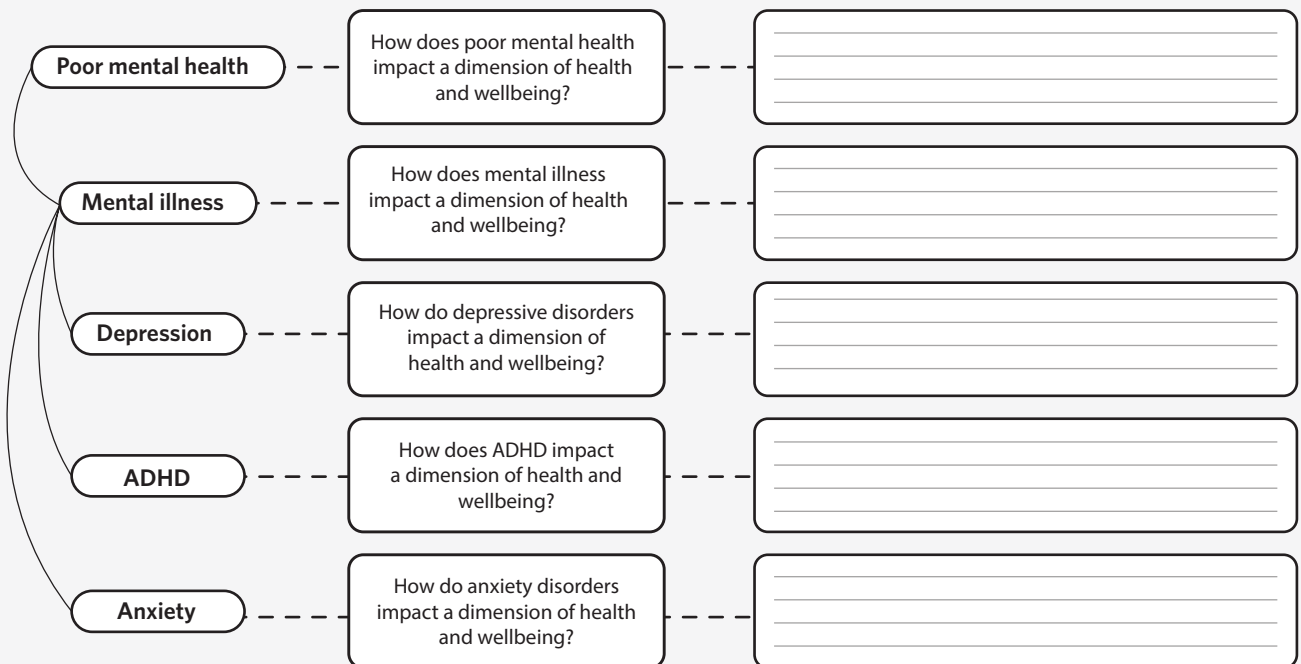 Poor mental health
How does poor mental health
impact a dimension of health
and wellbeing?
Mental illness
How does mental illness
impact a dimension of health
and wellbeing?
Depression
How do depressive disorders
impact a dimension of
health and wellbeing?
ADHD
How does ADHD impact
a dimension of health and
wellbeing?
Anxiety
How do anxiety disorders
impact a dimension of health
and wellbeing?